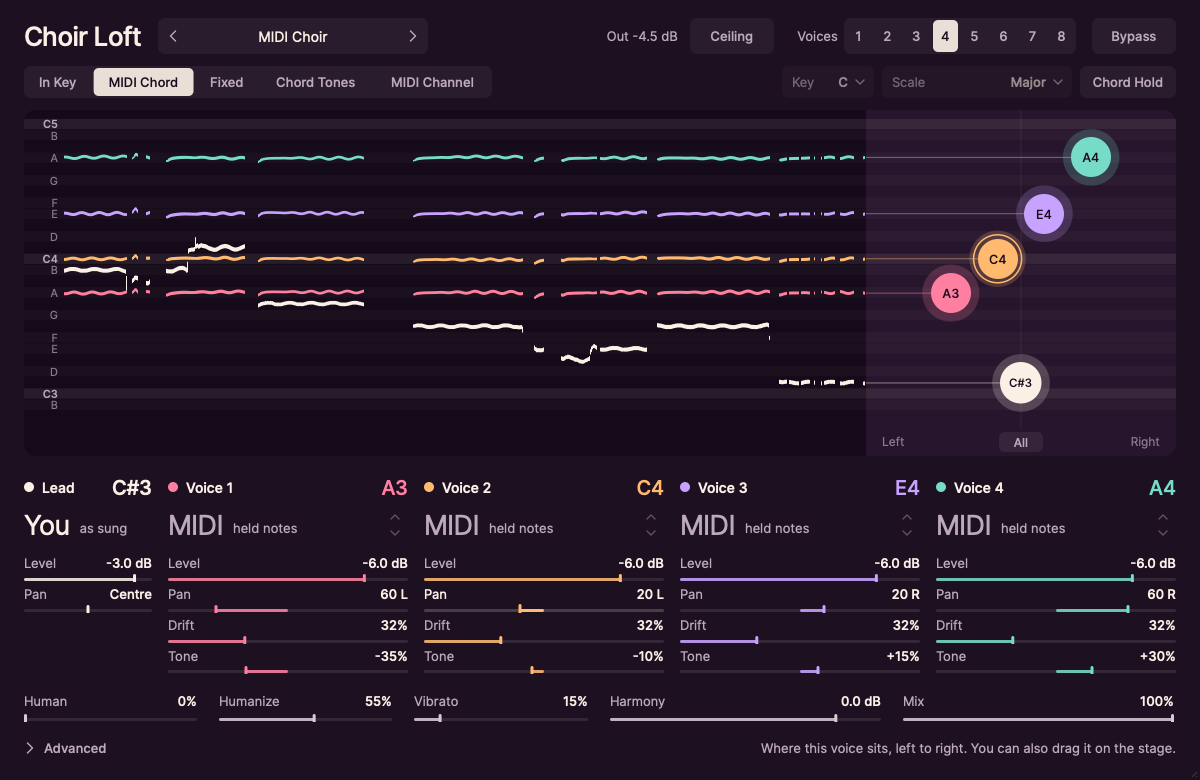 Choir Loft
MIDI Choir
Out -4.5 dB
Ceiling
Voices
1 2 3 4 5 6 7 8
Bypass
In Key
MIDI Chord
Fixed
Chord Tones
MIDI Channel
Key C
Scale Major
Chord Hold
C5
B
A
G
F
E
D
C4
B
A
G
F
E
D
C3
B
A4
E4
C4
A3
C#3
Left
All
Right
Lead C#3
You as sung
Level -3.0 dB
Pan Centre
Voice 1 A3
MIDI held notes
Level -6.0 dB
Pan 60 L
Drift 32%
Tone -35%
Voice 2 C4
MIDI held notes
Level -6.0 dB
Pan 20 L
Drift 32%
Tone -10%
Voice 3 E4
MIDI held notes
Level -6.0 dB
Pan 20 R
Drift 32%
Tone +15%
Voice 4 A4
MIDI held notes
Level -6.0 dB
Pan 60 R
Drift 32%
Tone +30%
Human 0%
Humanize 55%
Vibrato 15%
Harmony 0.0 dB
Mix 100%
Advanced
Where this voice sits, left to right. You can also drag it on the stage.